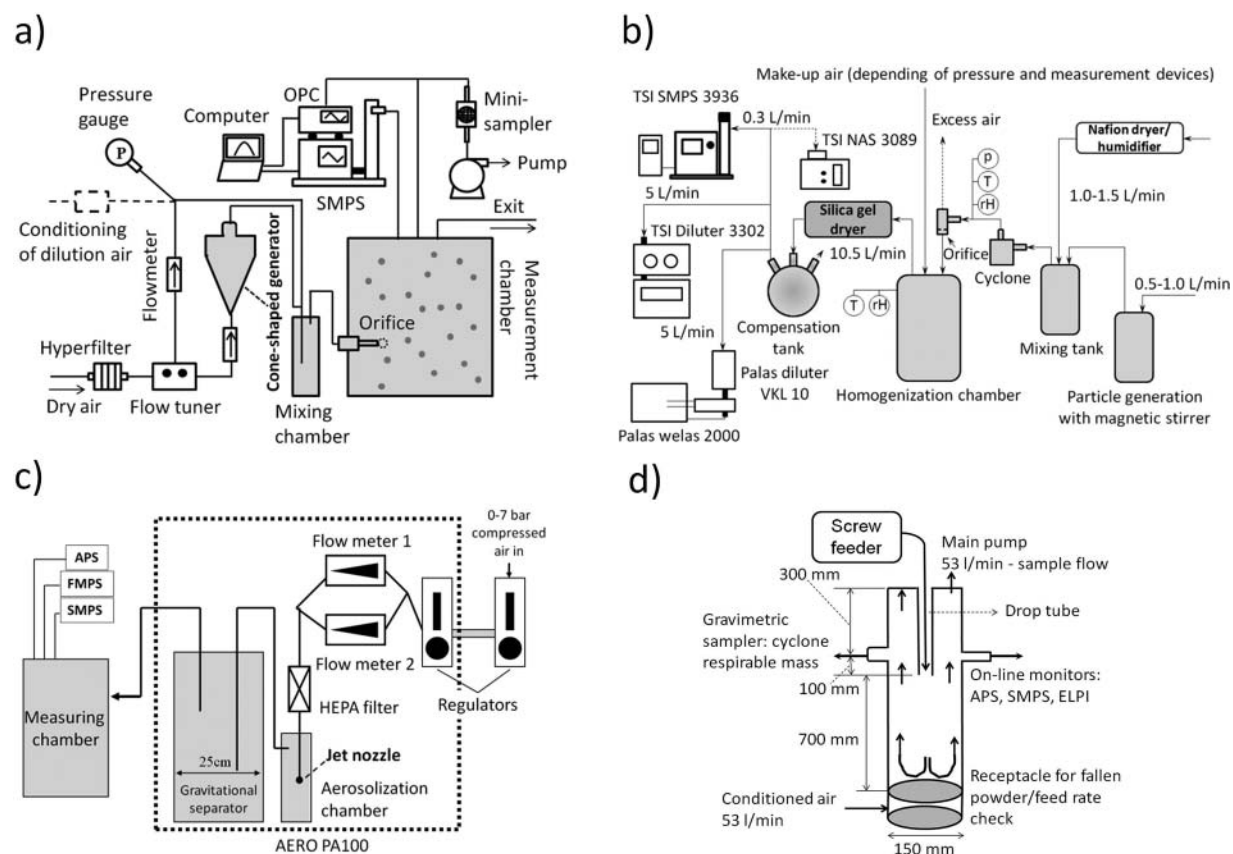 a)
Pressure
gauge
P
Computer
OPC
SMPS
Mini-
sampler
Pump
Exit
Conditioning
of dilution air
Flowmeter
Cone-shaped generator
Orifice
Measurement
chamber
Hyperfilter
Dry air
Flow tuner
Mixing
chamber
b)
Make-up air (depending of pressure and measurement devices)
TSI SMPS 3936
0.3 L/min
Excess air
Nafion dryer/
humidifier
TSI NAS 3089
p
T
rH
1.0-1.5 L/min
5 L/min
Silica gel
dryer
TSI Diluter 3302
10.5 L/min
Orifice
Cyclone
0.5-1.0 L/min
T
rH
5 L/min
Compensation
tank
Mixing tank
Palas diluter
VKL 10
Homogenization chamber
Particle generation
with magnetic stirrer
Palas welas 2000
c)
0-7 bar
compressed
air in
APS
FMPS
SMPS
Flow meter 1
Flow meter 2
HEPA filter
Regulators
Measuring
chamber
Jet nozzle
25cm
Gravitational
separator
Aerosolization
chamber
AERO PA100
d)
Screw
feeder
Main pump
53 l/min - sample flow
300 mm
Drop tube
Gravimetric
sampler: cyclone
respirable mass
On-line monitors:
APS, SMPS, ELPI
100 mm
700 mm
Receptacle for fallen
powder/feed rate
check
Conditioned air
53 l/min
150 mm